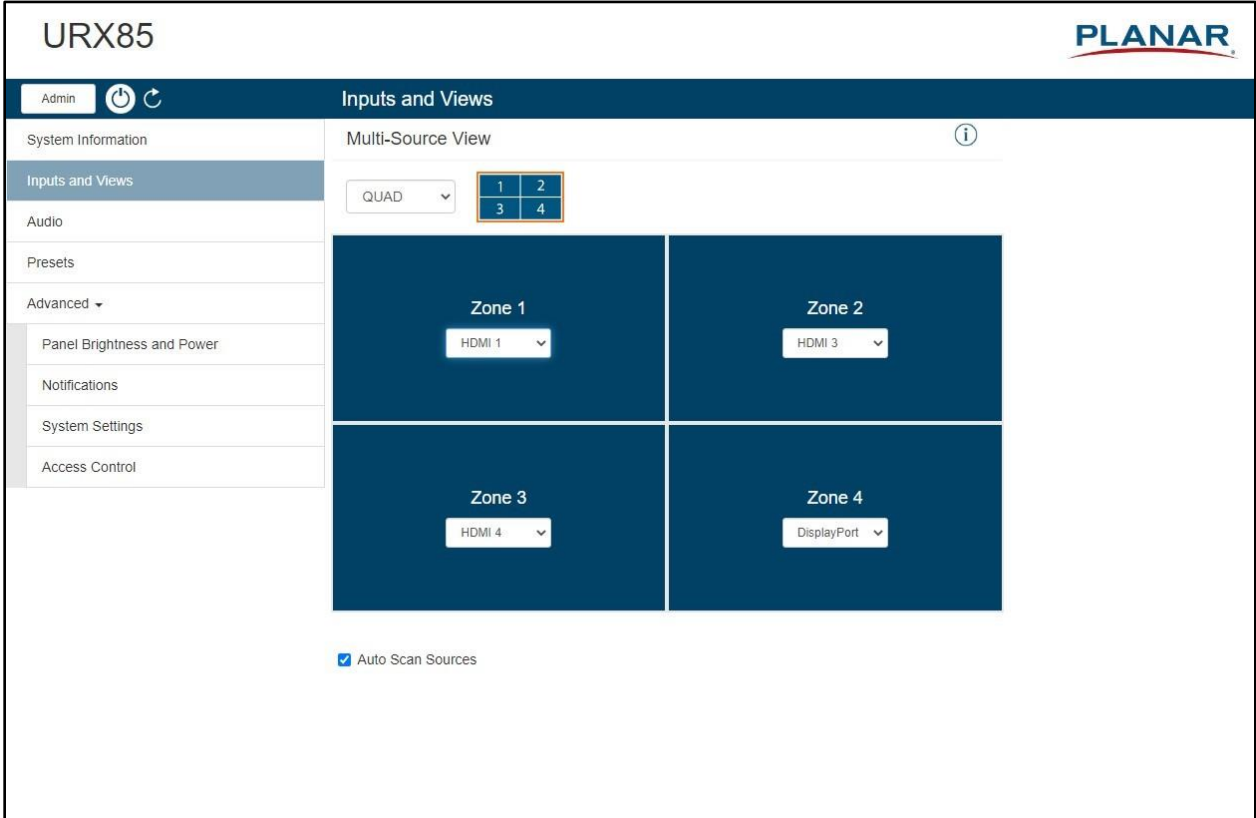 URX85
PLANAR
Admin
Inputs and Views
System Information
Inputs and Views
Audio
Presets
Advanced
Panel Brightness and Power
Notifications
System Settings
Access Control
Multi-Source View
i
QUAD
1 2
3 4
Zone 1
HDMI 1
Zone 2
HDMI 3
Zone 3
HDMI 4
Zone 4
DisplayPort
Auto Scan Sources